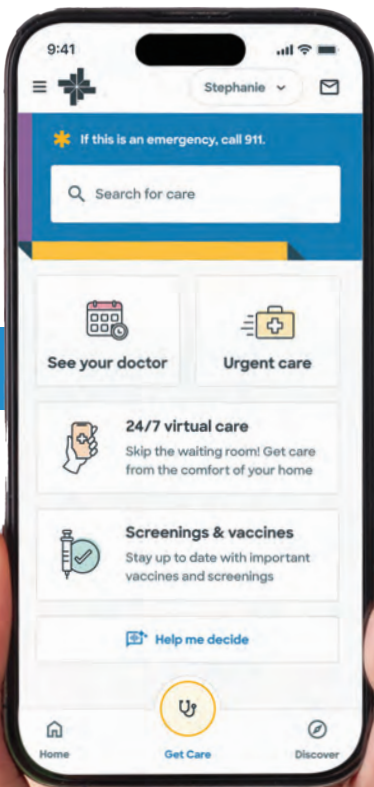 9:41
Stephanie
If this is an emergency, call 911.
Search for care
See your doctor
Urgent care
24/7 virtual care
Skip the waiting room! Get care
from the comfort of your home
Screenings & vaccines
Stay up to date with important
vaccines and screenings
Help me decide
Home
Get Care
Discover